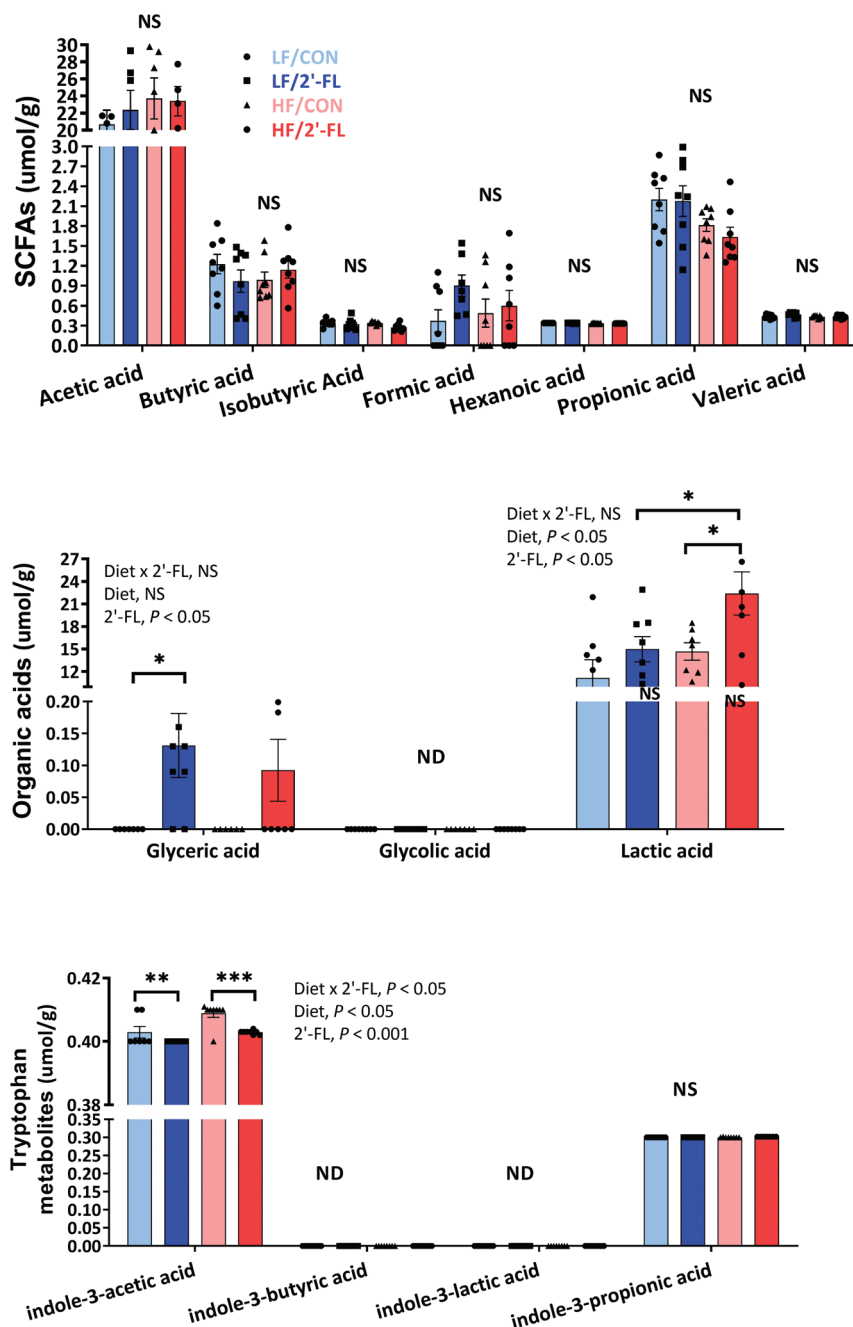 NS
LF/CON
LF/2'-FL
HF/CON
HF/2'-FL
SCFAs (umol/g)
30
28
26
24
22
20
3.0
2.7
2.4
2.1
1.8
1.5
1.2
0.9
0.6
0.3
0.0
NS
NS
NS
NS
NS
NS
Acetic acid
Butyric acid
Isobutyric Acid
Formic acid
Hexanoic acid
Propionic acid
Valeric acid
Organic acids (umol/g)
27
24
21
18
15
12
0.20
0.15
0.10
0.05
0.00
Diet x 2'-FL, NS
Diet, NS
2'-FL, P < 0.05
*
ND
Diet x 2'-FL, NS
Diet, P < 0.05
2'-FL, P < 0.05
*
*
NS
NS
Glyceric acid
Glycolic acid
Lactic acid
Tryptophan
metabolites (umol/g)
0.42
0.40
0.38
0.35
0.30
0.25
0.20
0.15
0.10
0.05
0.00
**
***
Diet x 2'-FL, P < 0.05
Diet, P < 0.05
2'-FL, P < 0.001
ND
ND
NS
indole-3-acetic acid
indole-3-butyric acid
indole-3-lactic acid
indole-3-propionic acid